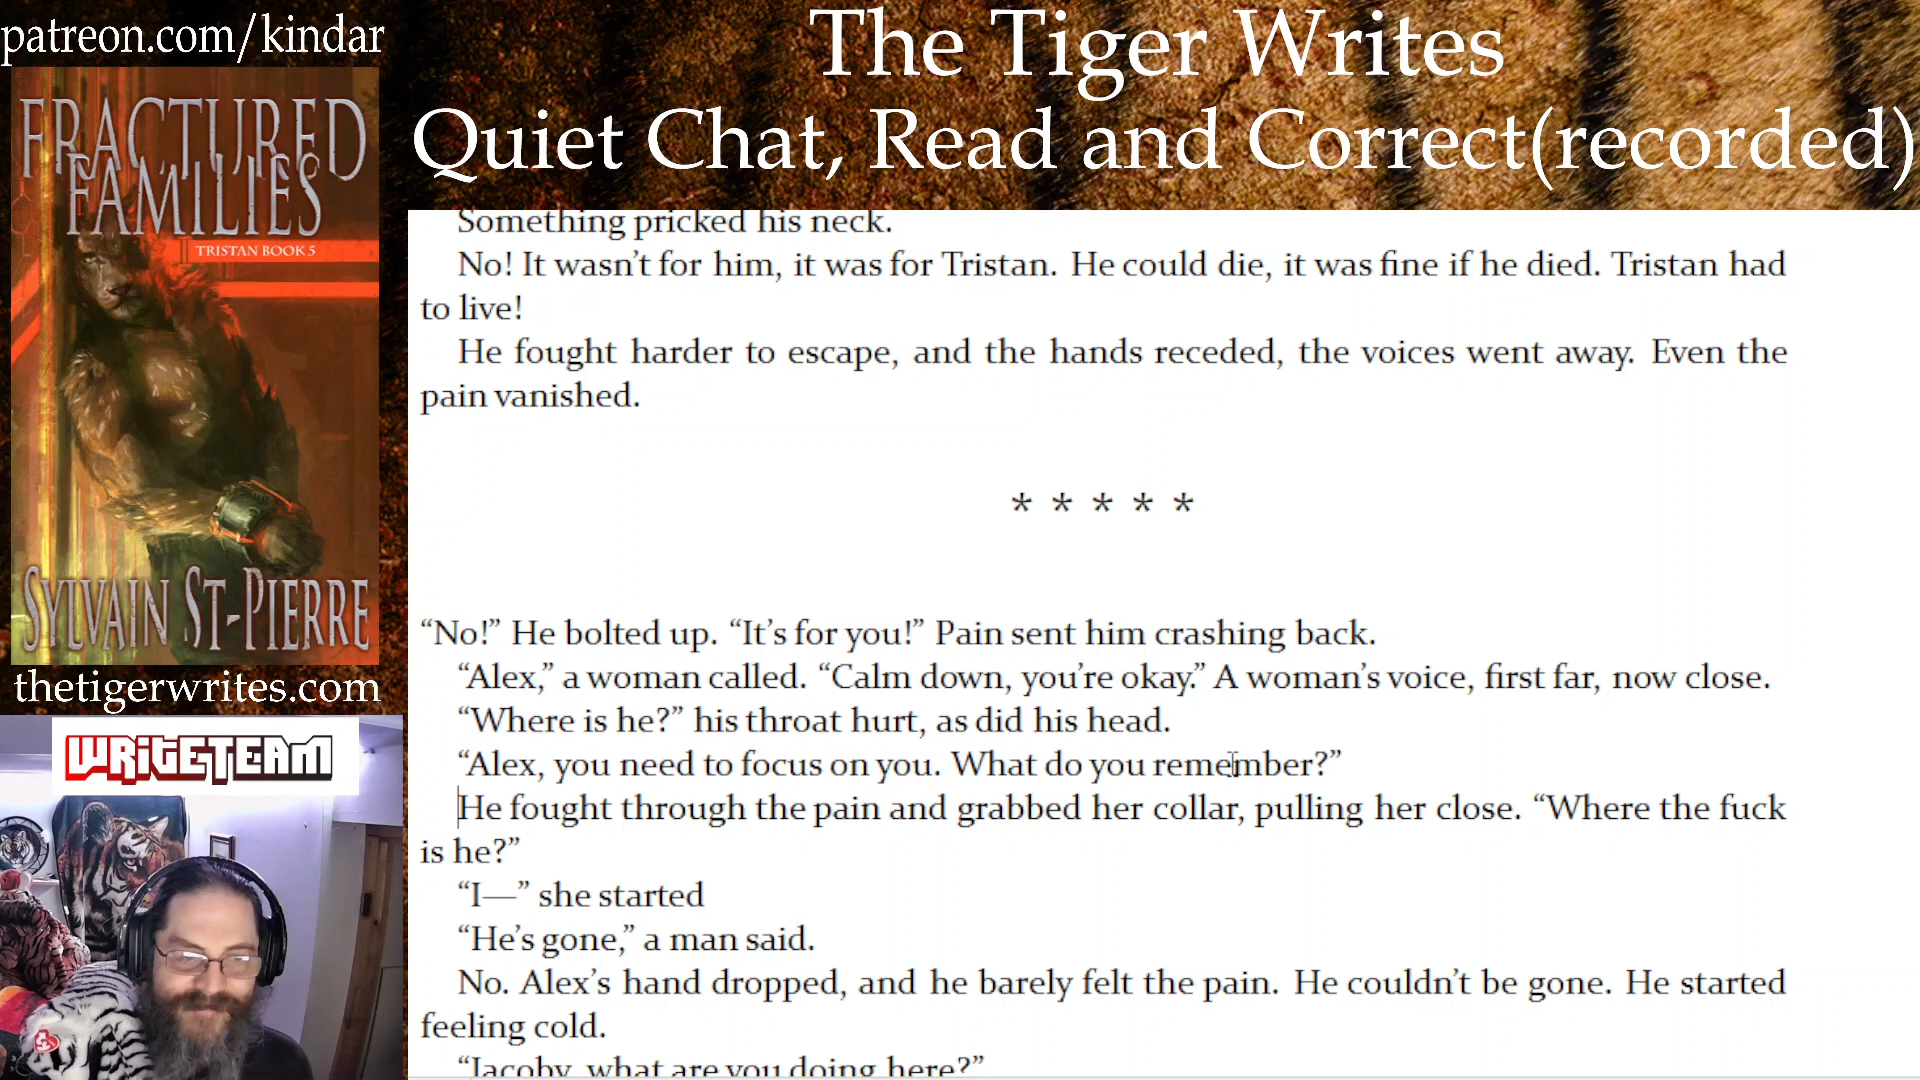 patreon.com/kindar
FRACTURED
FAMILIES
TRISTAN BOOK 5
SYLVAIN ST-PIERRE
thetigerwrites.com
WRITETEAM
The Tiger Writes
Quiet Chat, Read and Correct(recorded)
Something pricked his neck.
No! It wasn’t for him, it was for Tristan. He could die, it was fine if he died. Tristan had
to live!
He fought harder to escape, and the hands receded, the voices went away. Even the
pain vanished.
* * * * *
“No!” He bolted up. “It’s for you!” Pain sent him crashing back.
“Alex,” a woman called. “Calm down, you’re okay.” A woman’s voice, first far, now close.
“Where is he?” his throat hurt, as did his head.
“Alex, you need to focus on you. What do you remember?”
He fought through the pain and grabbed her collar, pulling her close. “Where the fuck
is he?”
“I—” she started
“He’s gone,” a man said.
No. Alex’s hand dropped, and he barely felt the pain. He couldn’t be gone. He started
feeling cold.
“Jacoby, what are you doing here?”